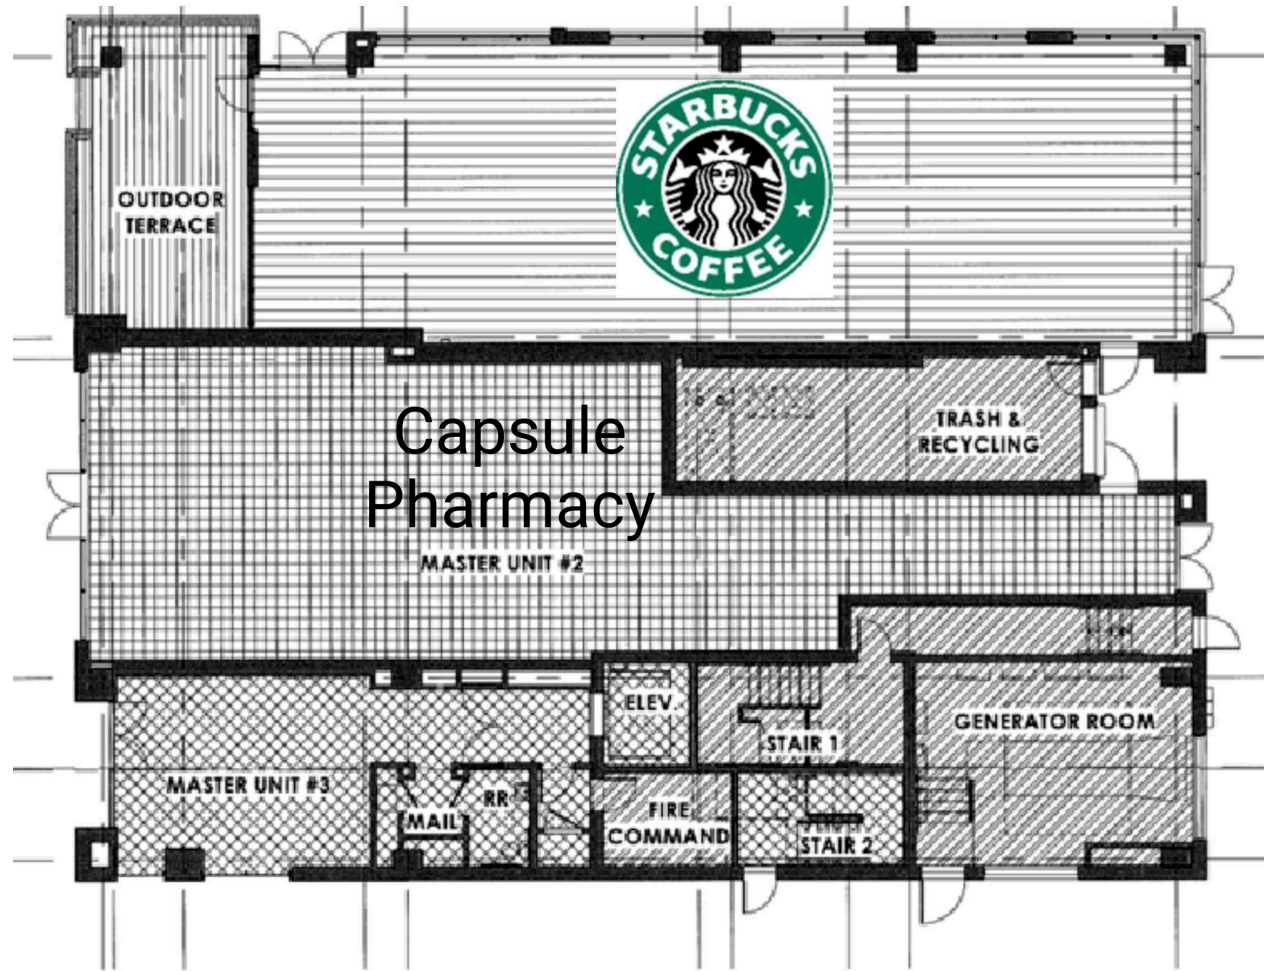 STARBUCKS
COFFEE
OUTDOOR
TERRACE
TRASH &
RECYCLING
Capsule
Pharmacy
MASTER UNIT #2
ELEV.
STAIR 1
GENERATOR ROOM
MASTER UNIT #3
MAIL
RR
FIRE
COMMAND
STAIR 2